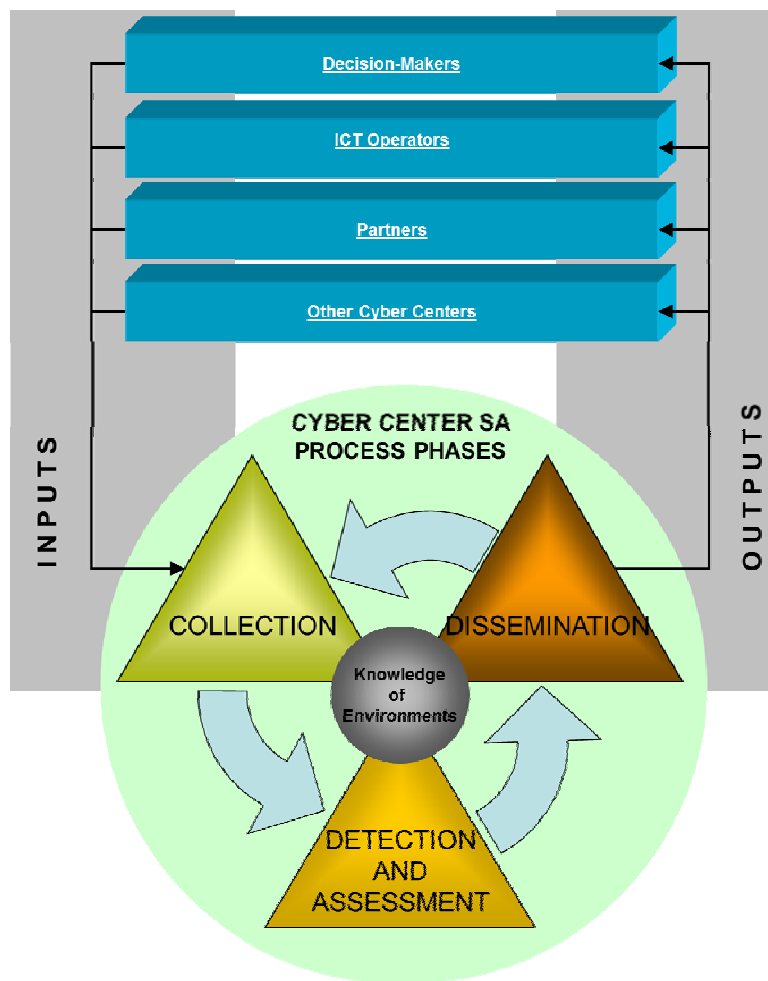 Decision-Makers
ICT Operators
Partners
Other Cyber Centers
CYBER CENTER SA
PROCESS PHASES
INPUTS
OUTPUTS
COLLECTION
DISSEMINATION
Knowledge
of
Environments
DETECTION
AND
ASSESSMENT